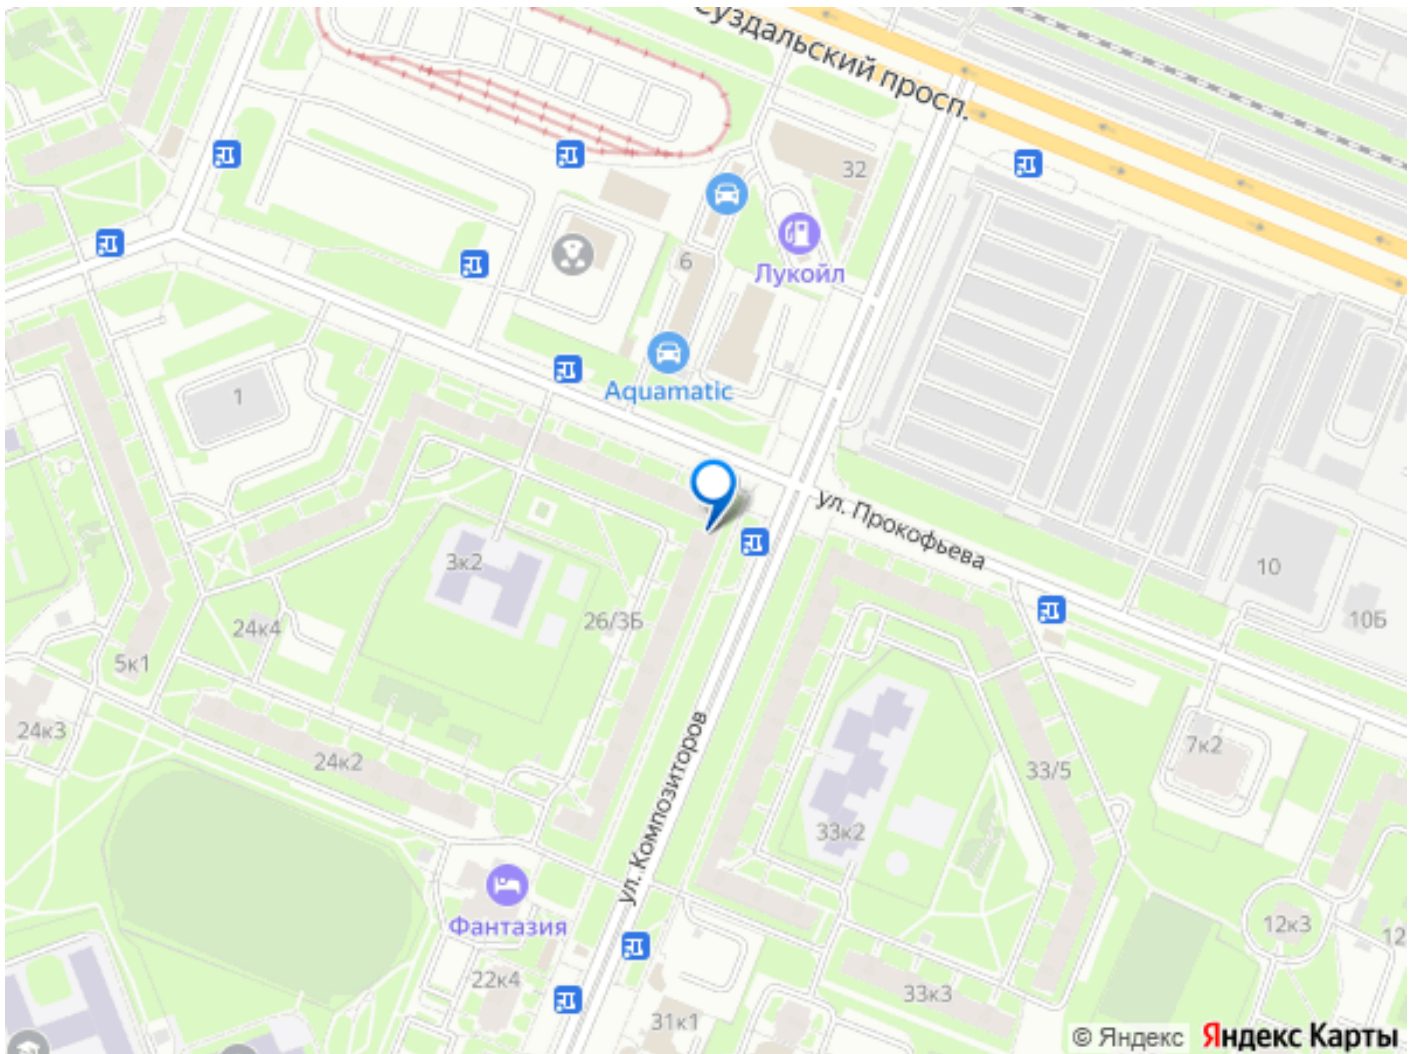 Суздальский просп.
32
6
Лукойл
Aquamatic
1
ул. Прокофьева
3к2
10
10Б
26/3Б
24к4
5к1
24к3
24к2
ул. Композиторов
7к2
33/5
33к2
Фантазия
12к3
12
22к4
33к3
31к1
© Яндекс
Яндекс Карты